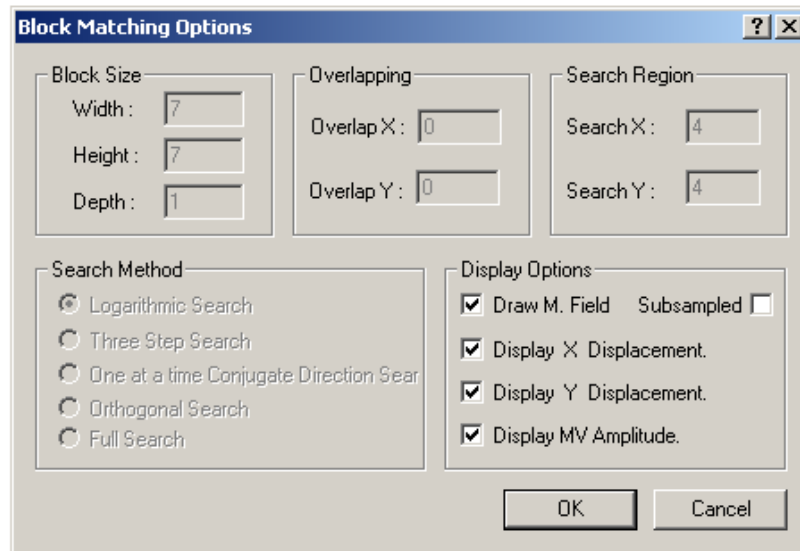 Block Matching Options
Block Size
Width : 7
Height : 7
Depth : 1
Overlapping
Overlap X : 0
Overlap Y : 0
Search Region
Search X : 4
Search Y : 4
Search Method
Logarithmic Search
Three Step Search
One at a time Conjugate Direction Sear
Orthogonal Search
Full Search
Display Options
Draw M. Field Subsampled
Display X Displacement.
Display Y Displacement.
Display MV Amplitude.
OK Cancel